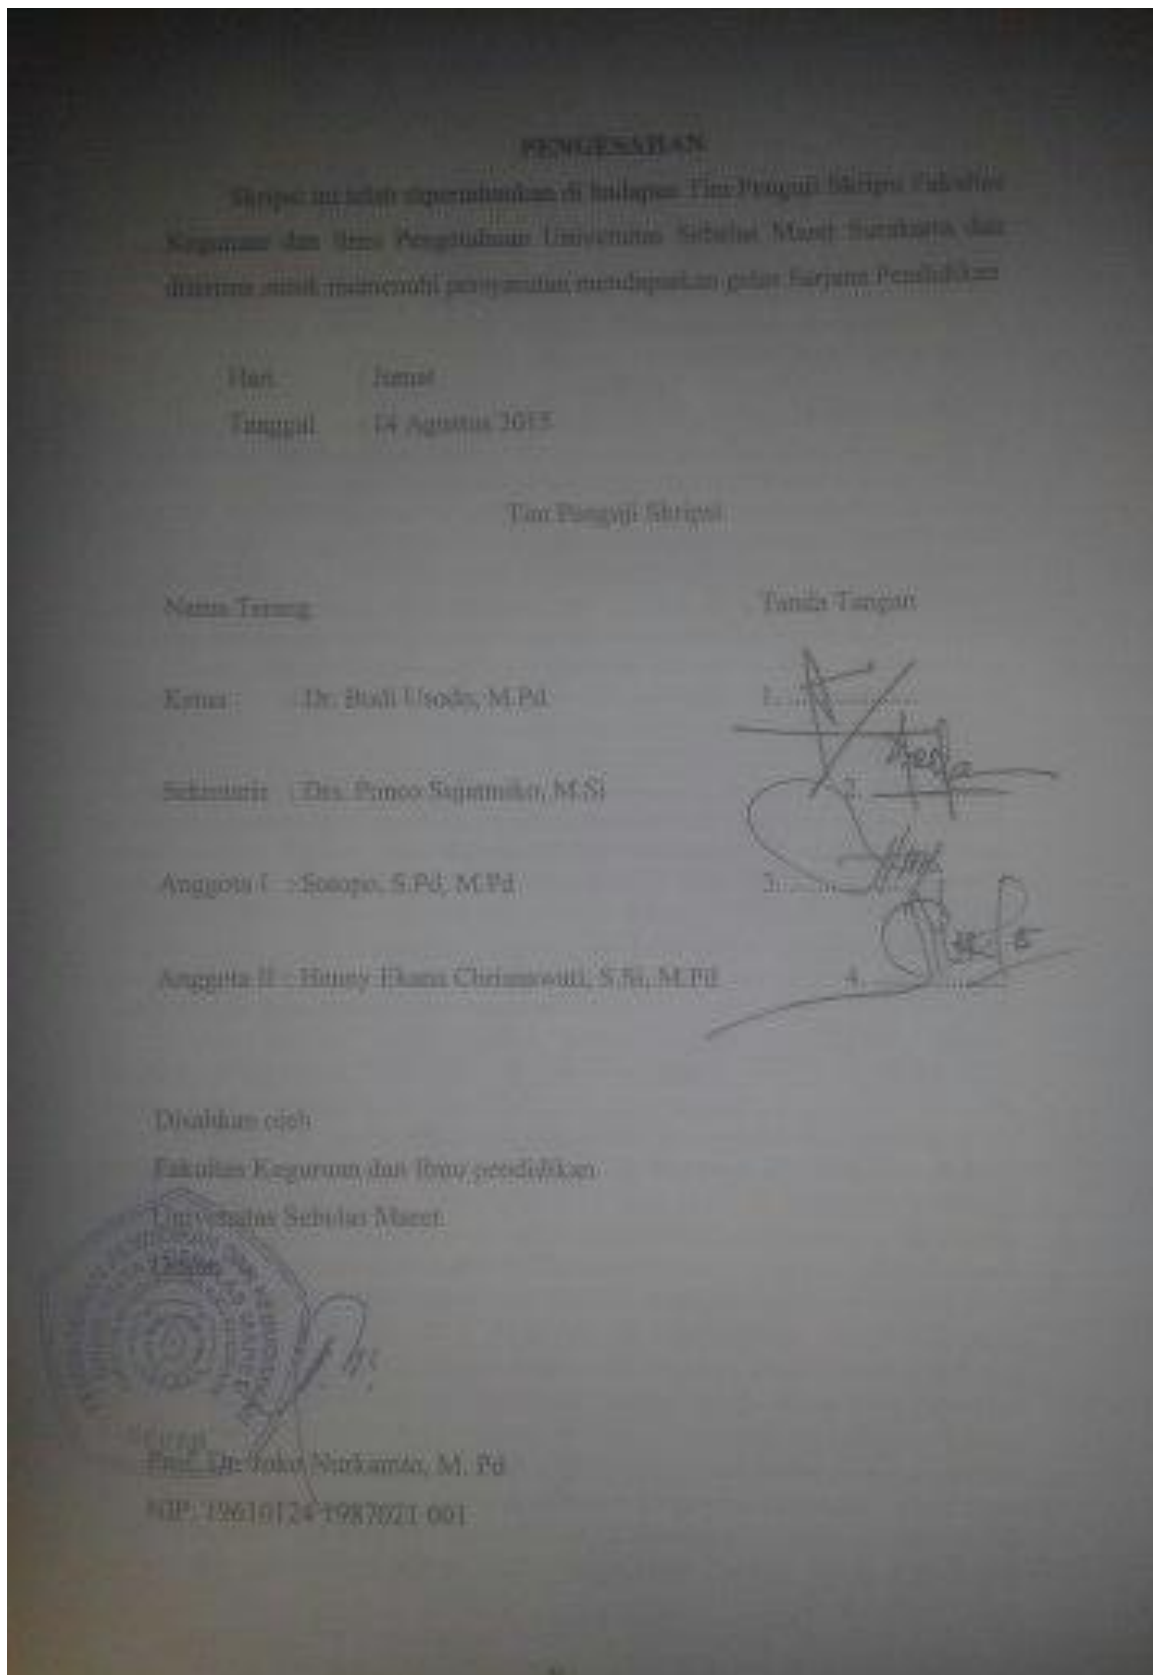 PENGESAHAN
Skripsi ini telah dipertahankan di hadapan Tim Penguji Skripsi Fakultas
Keguruan dan Ilmu Pengetahuan Universitas Sebelas Maret Surakarta dan
diterima untuk memenuhi persyaratan mendapatkan gelar Sarjana Pendidikan
Hari : Jumat
Tanggal : 14 Agustus 2015
Tim Penguji Skripsi
Nama Terang Tanda Tangan
Ketua : Dr. Budi Usodo, M.Pd 1. ....................
Sekretaris : Drs. Ponco Sujatmiko, M.Si 2.
Anggota I : Sutopo, S.Pd, M.Pd 3. ..........
Anggota II : Henny Ekana Chrisnawati, S.Si, M.Pd 4. ..........
Disahkan oleh
Fakultas Keguruan dan Ilmu pendidikan
Universitas Sebelas Maret
Dekan
Prof. Dr. Joko Nurkamto, M. Pd
NIP. 19610124 1987021 001